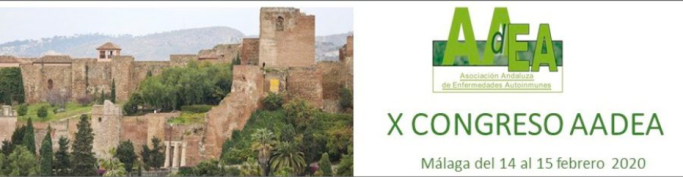 AAdEA
Asociación Andaluza
de Enfermedades Autoinmunes
X CONGRESO AADEA
Málaga del 14 al 15 febrero 2020